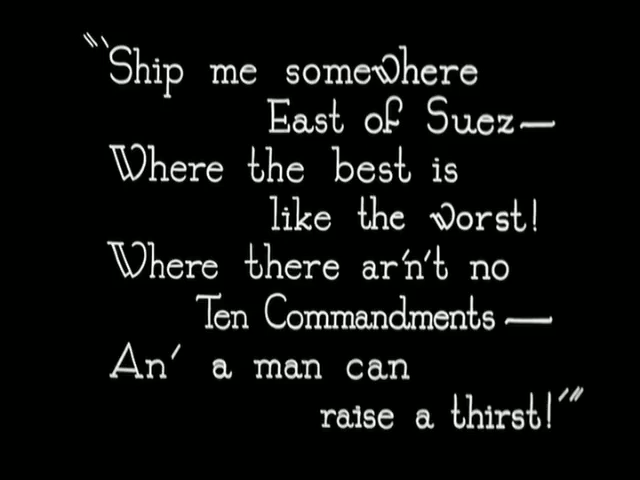 "'Ship me somewhere
East of Suez—
Where the best is
like the worst!
Where there ar'n't no
Ten Commandments—
An' a man can
raise a thirst!'"